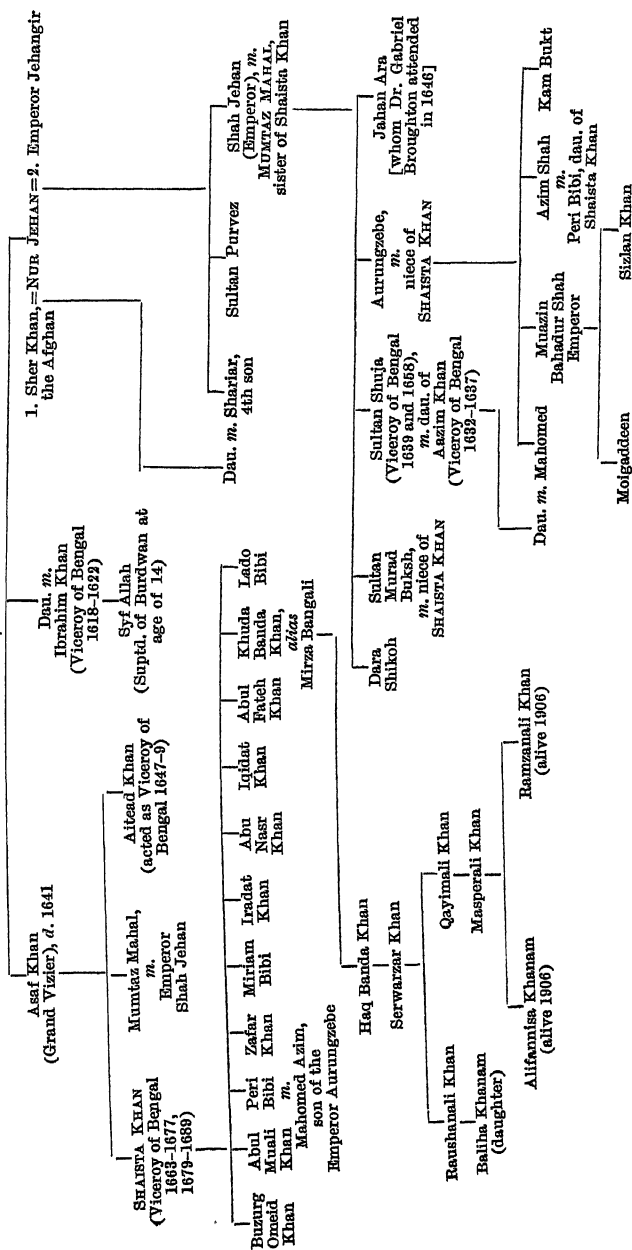 Asaf Khan
(Grand Vizier), d. 1641
Dau. m.
Ibrahim Khan
(Viceroy of Bengal
1618–1622)
1. Sher Khan, = NUR JEHAN = 2. Emperor Jehangir
the Afghan
SHAISTA KHAN
(Viceroy of Bengal
1663–1677,
1679–1689)
Mumtaz Mahal,
m.
Emperor
Shah Jehan
Aitead Khan
(acted as Viceroy of
Bengal 1647–9)
Syf Allah
(Suptd. of Burdwan at
age of 14)
Dau. m. Shariar,
4th son
Sultan Purvez
Shah Jehan
(Emperor), m.
MUMTAZ MAHAL,
sister of Shaista Khan
Buzurg
Omeid
Khan
Abul
Muali
Khan
Peri
Bibi
m.
Mahomed Azim,
son of the
Emperor Aurungzebe
Zafar
Khan
Miriam
Bibi
Iradat
Khan
Abu
Nasr
Khan
Iqidat
Khan
Abul
Fateh
Khan
Khuda
Banda
Khan,
alias
Mirza Bangali
Lado
Bibi
Dara
Shikoh
Sultan
Murad
Buksh,
m. niece of
SHAISTA KHAN
Sultan Shuja
(Viceroy of Bengal
1639 and 1658),
m. dau. of
Aazim Khan
(Viceroy of Bengal
1632–1637)
Aurungzebe,
m.
niece of
SHAISTA KHAN
Jahan Ara
[whom Dr. Gabriel
Broughton attended
in 1646]
Haq Banda Khan
Serwarzar Khan
Dau. m. Mahomed
Muazin
Bahadur Shah
Emperor
Azim Shah
m.
Peri Bibi, dau. of
Shaista Khan
Kam Bukt
Raushanali Khan
Baliha Khanam
(daughter)
Qayimali Khan
Masperali Khan
Moigaddeen
Sizlan Khan
Alifannisa Khanam
(alive 1906)
Ramzanali Khan
(alive 1906)